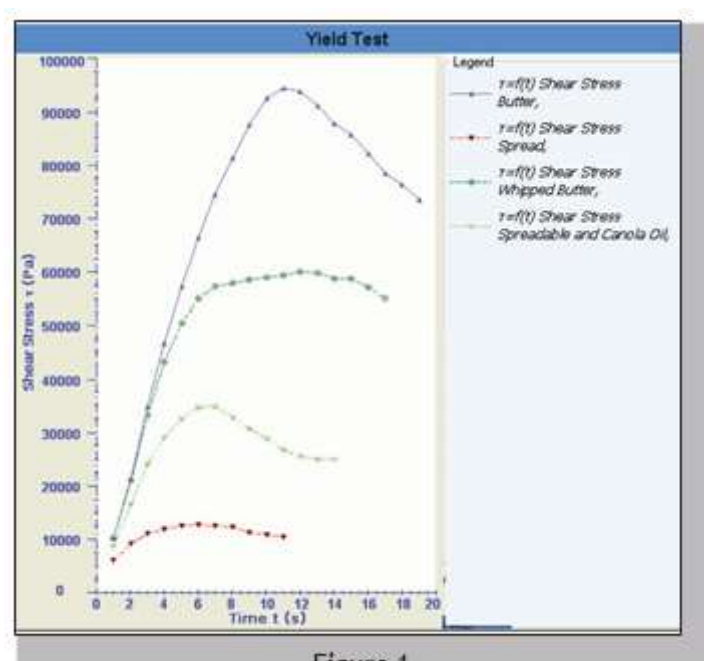 Yield Test
100000
90000
80000
70000
60000
50000
40000
30000
20000
10000
0
Shear Stress τ (Pa)
0 2 4 6 8 10 12 14 16 18 20
Time t (s)
Legend
τ=f(t) Shear Stress
Butter,
τ=f(t) Shear Stress
Spread,
τ=f(t) Shear Stress
Whipped Butter,
τ=f(t) Shear Stress
Spreadable and Canola Oil,
Figure 1